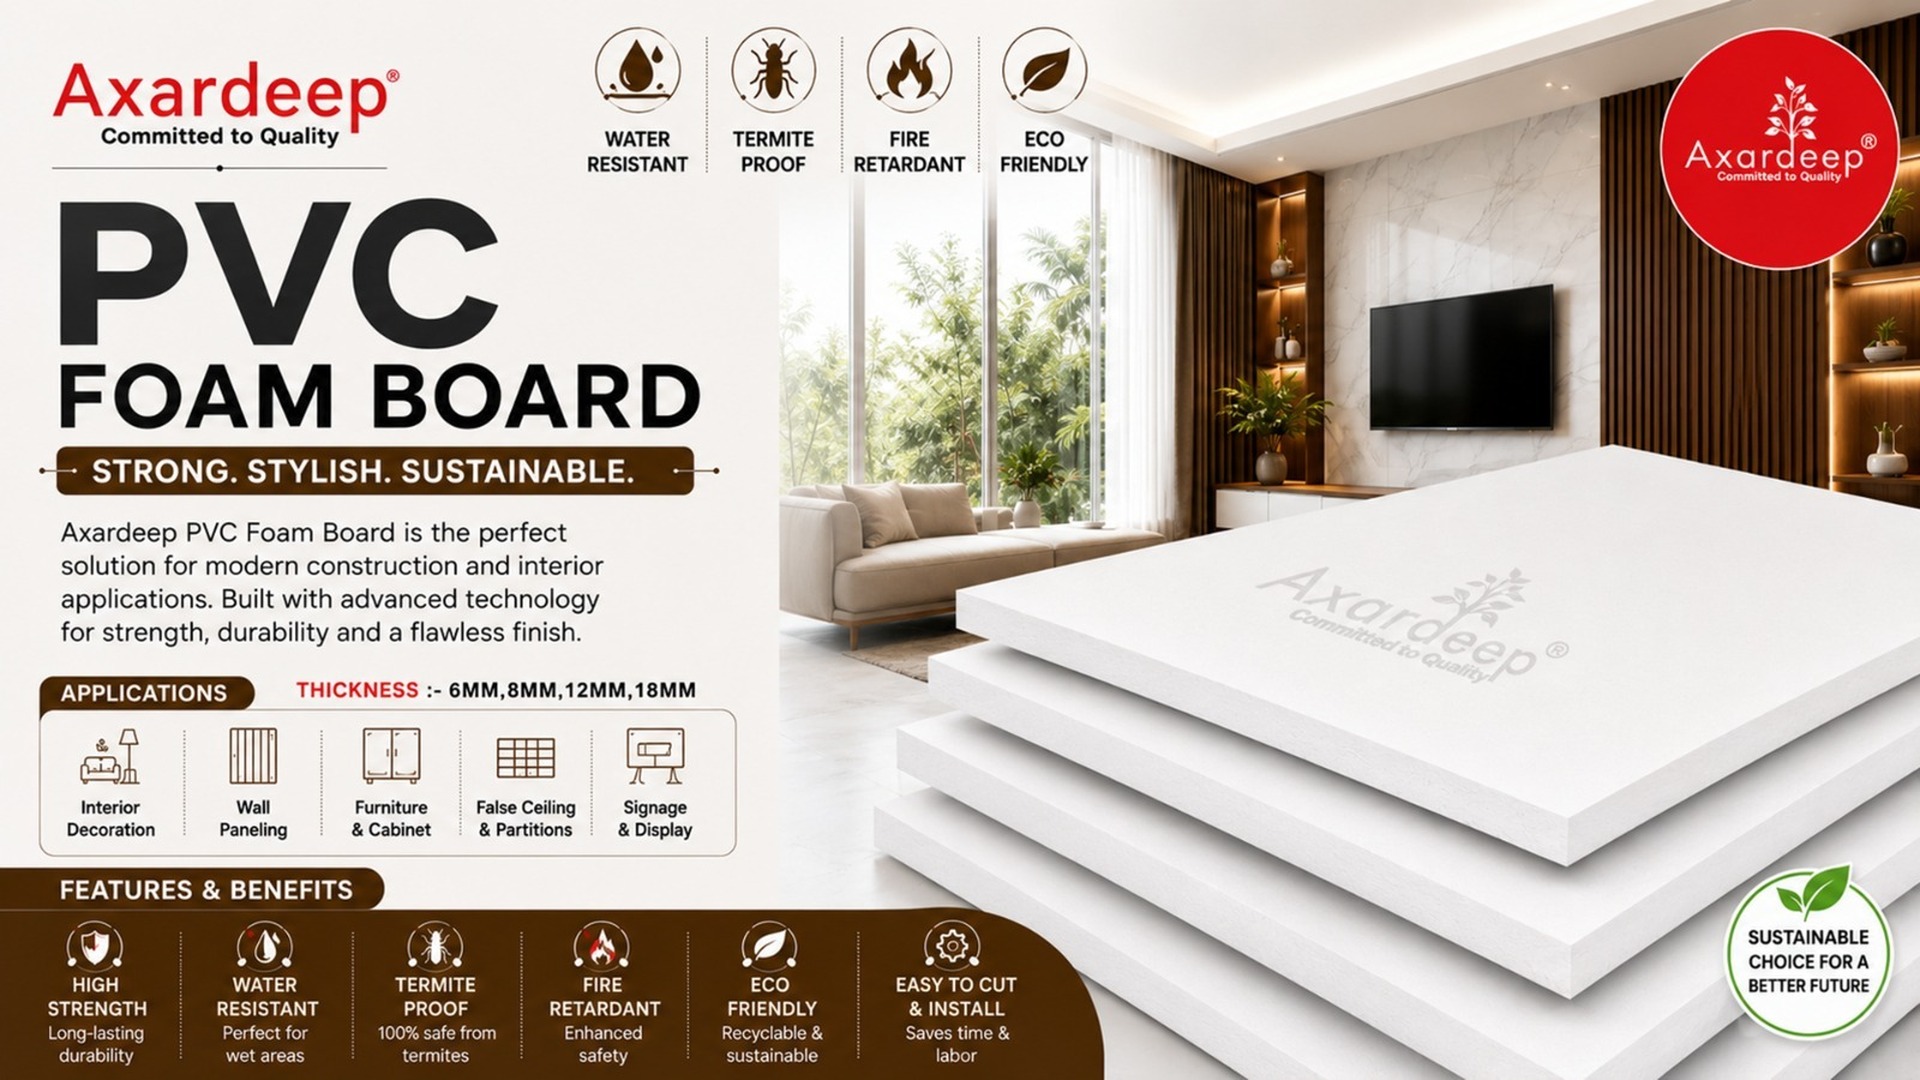 Axardeep®
Committed to Quality
WATER
RESISTANT
TERMITE
PROOF
FIRE
RETARDANT
ECO
FRIENDLY
Axardeep®
Committed to Quality
PVC
FOAM BOARD
STRONG. STYLISH. SUSTAINABLE.
Axardeep PVC Foam Board is the perfect
solution for modern construction and interior
applications. Built with advanced technology
for strength, durability and a flawless finish.
APPLICATIONS
THICKNESS :- 6MM,8MM,12MM,18MM
Interior
Decoration
Wall
Paneling
Furniture
& Cabinet
False Ceiling
& Partitions
Signage
& Display
Axardeep®
Committed to Quality
FEATURES & BENEFITS
HIGH
STRENGTH
Long-lasting
durability
WATER
RESISTANT
Perfect for
wet areas
TERMITE
PROOF
100% safe from
termites
FIRE
RETARDANT
Enhanced
safety
ECO
FRIENDLY
Recyclable &
sustainable
EASY TO CUT
& INSTALL
Saves time &
labor
SUSTAINABLE
CHOICE FOR A
BETTER FUTURE